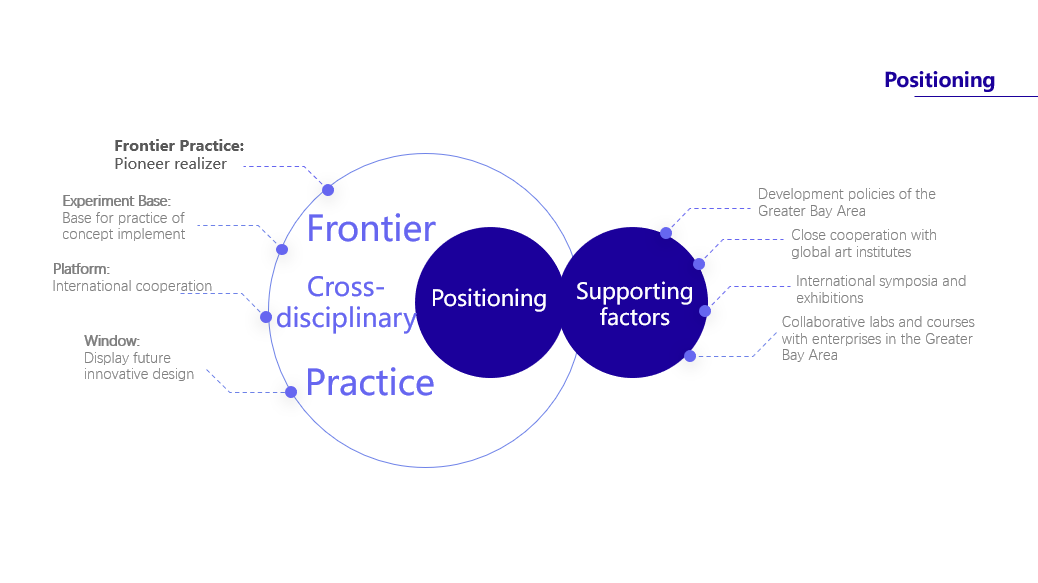 Positioning
Frontier Practice:
Pioneer realizer
Experiment Base:
Base for practice of
concept implement
Platform:
International cooperation
Window:
Display future
innovative design
Frontier
Cross-
disciplinary
Practice
Positioning
Supporting
factors
Development policies of the
Greater Bay Area
Close cooperation with
global art institutes
International symposia and
exhibitions
Collaborative labs and courses
with enterprises in the Greater
Bay Area